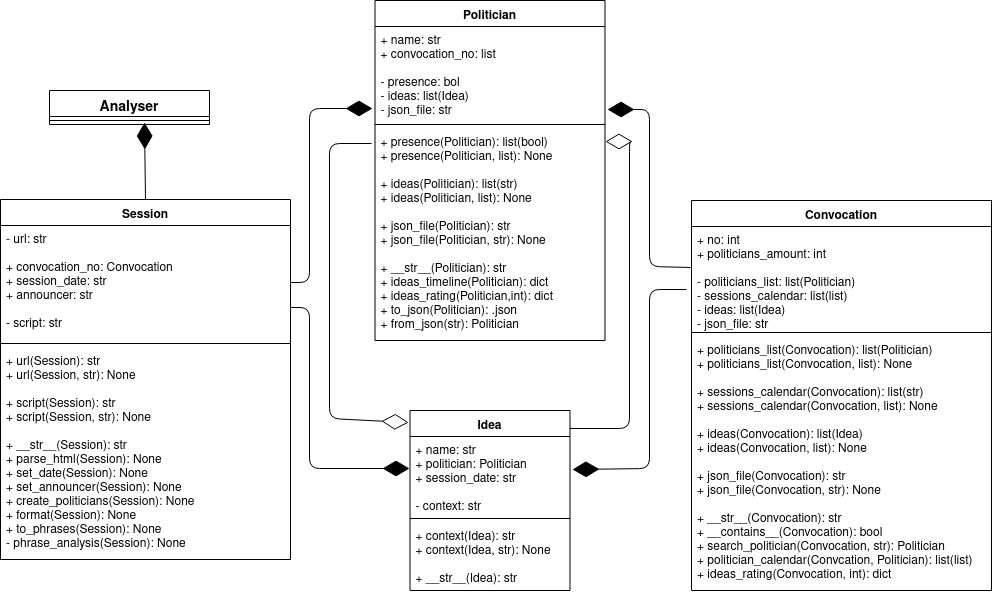 Politician
+ name: str
+ convocation_no: list
- presence: bol
- ideas: list(Idea)
- json_file: str
+ presence(Politician): list(bool)
+ presence(Politician, list): None
+ ideas(Politician): list(str)
+ ideas(Politician, list): None
+ json_file(Politician): str
+ json_file(Politician, str): None
+ __str__(Politician): str
+ ideas_timeline(Politician): dict
+ ideas_rating(Politician,int): dict
+ to_json(Politician): .json
+ from_json(str): Politician
Analyser
Session
- url: str
+ convocation_no: Convocation
+ session_date: str
+ announcer: str
- script: str
+ url(Session): str
+ url(Session, str): None
+ script(Session): str
+ script(Session, str): None
+ __str__(Session): str
+ parse_html(Session): None
+ set_date(Session): None
+ set_announcer(Session): None
+ create_politicians(Session): None
+ format(Session): None
+ to_phrases(Session): None
- phrase_analysis(Session): None
Idea
+ name: str
+ politician: Politician
+ session_date: str
- context: str
+ context(Idea): str
+ context(Idea, str): None
+ __str__(Idea): str
Convocation
+ no: int
+ politicians_amount: int
- politicians_list: list(Politician)
- sessions_calendar: list(list)
- ideas: list(Idea)
- json_file: str
+ politicians_list(Convocation): list(Politician)
+ politicians_list(Convocation, list): None
+ sessions_calendar(Convocation): list(str)
+ sessions_calendar(Convocation, list): None
+ ideas(Convocation): list(Idea)
+ ideas(Convocation, list): None
+ json_file(Convocation): str
+ json_file(Convocation, str): None
+ __str__(Convocation): str
+ __contains__(Convocation): bool
+ search_politician(Convocation, str): Politician
+ politician_calendar(Convcation, Politician): list(list)
+ ideas_rating(Convocation, int): dict